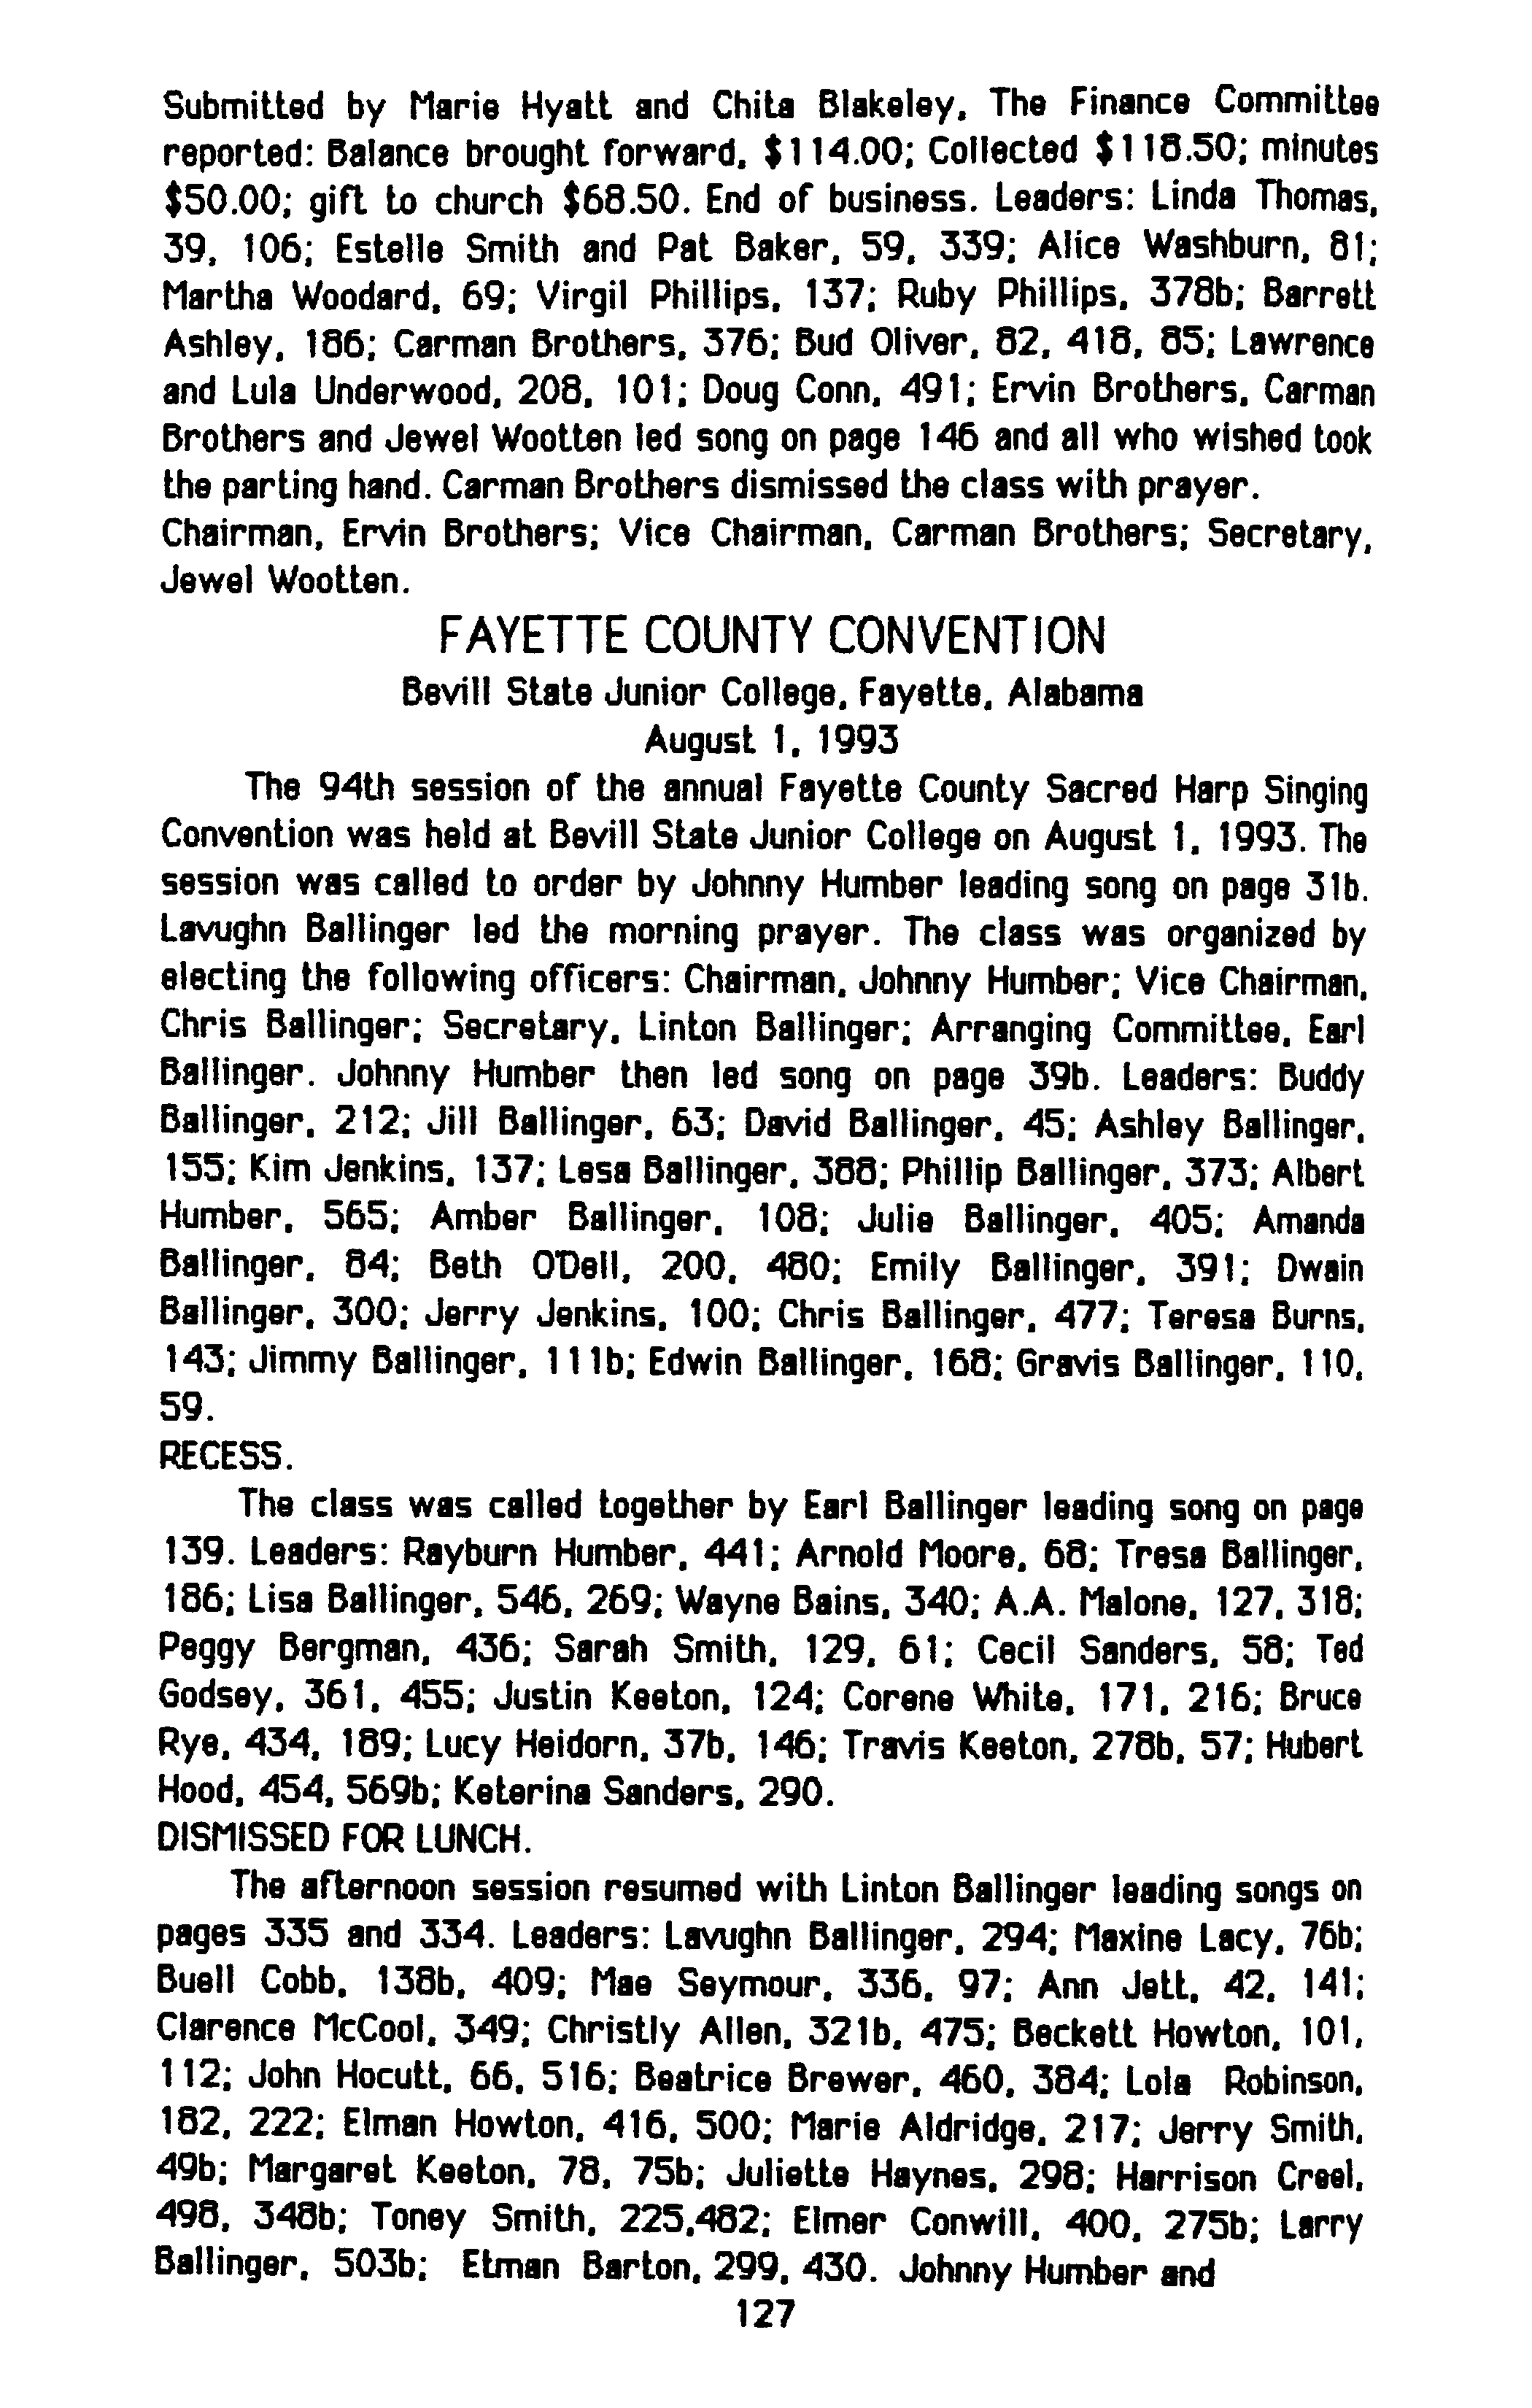 Submitted by Marie Hyatt and Chita Blakeley, The Finance Committee
reported: Balance brought forward, $114.00; Collected $118.50; minutes
$50.00; gift to church $68.50. End of business. Leaders: Linda Thomas,
39, 106; Estelle Smith and Pat Baker, 59, 339; Alice Washburn, 81;
Martha Woodard, 69; Virgil Phillips, 137; Ruby Phillips, 378b; Barrett
Ashley, 186; Carman Brothers, 376; Bud Oliver, 82, 418, 85; Lawrence
and Lula Underwood, 208, 101; Doug Conn, 491; Ervin Brothers, Carman
Brothers and Jewel Wootten led song on page 146 and all who wished took
the parting hand. Carman Brothers dismissed the class with prayer.
Chairman, Ervin Brothers; Vice Chairman, Carman Brothers; Secretary,
Jewel Wootten.
FAYETTE COUNTY CONVENTION
Bevill State Junior College, Fayette, Alabama
August 1, 1993
The 94th session of the annual Fayette County Sacred Harp Singing
Convention was held at Bevill State Junior College on August 1, 1993. The
session was called to order by Johnny Humber leading song on page 31b.
Lavughn Ballinger led the morning prayer. The class was organized by
electing the following officers: Chairman, Johnny Humber; Vice Chairman,
Chris Ballinger; Secretary, Linton Ballinger; Arranging Committee, Earl
Ballinger. Johnny Humber then led song on page 39b. Leaders: Buddy
Ballinger, 212; Jill Ballinger, 63; David Ballinger, 45; Ashley Ballinger,
155; Kim Jenkins, 137; Lesa Ballinger, 388; Phillip Ballinger, 373; Albert
Humber, 565; Amber Ballinger, 108; Julie Ballinger, 405; Amanda
Ballinger, 84; Beth O'Dell, 200, 480; Emily Ballinger, 391; Dwain
Ballinger, 300; Jerry Jenkins, 100; Chris Ballinger, 477; Teresa Burns,
143; Jimmy Ballinger, 111b; Edwin Ballinger, 168; Gravis Ballinger, 110,
59.
RECESS.
The class was called together by Earl Ballinger leading song on page
139. Leaders: Rayburn Humber, 441; Arnold Moore, 68; Tresa Ballinger,
186; Lisa Ballinger, 546, 269; Wayne Bains, 340; A.A. Malone, 127, 318;
Peggy Bergman, 436; Sarah Smith, 129, 61; Cecil Sanders, 58; Ted
Godsey, 361, 455; Justin Keeton, 124; Corene White, 171, 216; Bruce
Rye, 434, 189; Lucy Heidorn, 37b, 146; Travis Keeton, 278b, 57; Hubert
Hood, 454, 569b; Keterina Sanders, 290.
DISMISSED FOR LUNCH.
The afternoon session resumed with Linton Ballinger leading songs on
pages 335 and 334. Leaders: Lavughn Ballinger, 294; Maxine Lacy, 76b;
Buell Cobb, 138b, 409; Mae Seymour, 336, 97; Ann Jett, 42, 141;
Clarence McCool, 349; Christly Allen, 321b, 475; Beckett Howton, 101,
112; John Hocutt, 66, 516; Beatrice Brewer, 460, 384; Lola Robinson,
182, 222; Elman Howton, 416, 500; Marie Aldridge, 217; Jerry Smith,
49b; Margaret Keeton, 78, 75b; Juliette Haynes, 298; Harrison Creel,
498, 348b; Toney Smith, 225,482; Elmer Conwill, 400, 275b; Larry
Ballinger, 503b; Etman Barton, 299, 430. Johnny Humber and
127